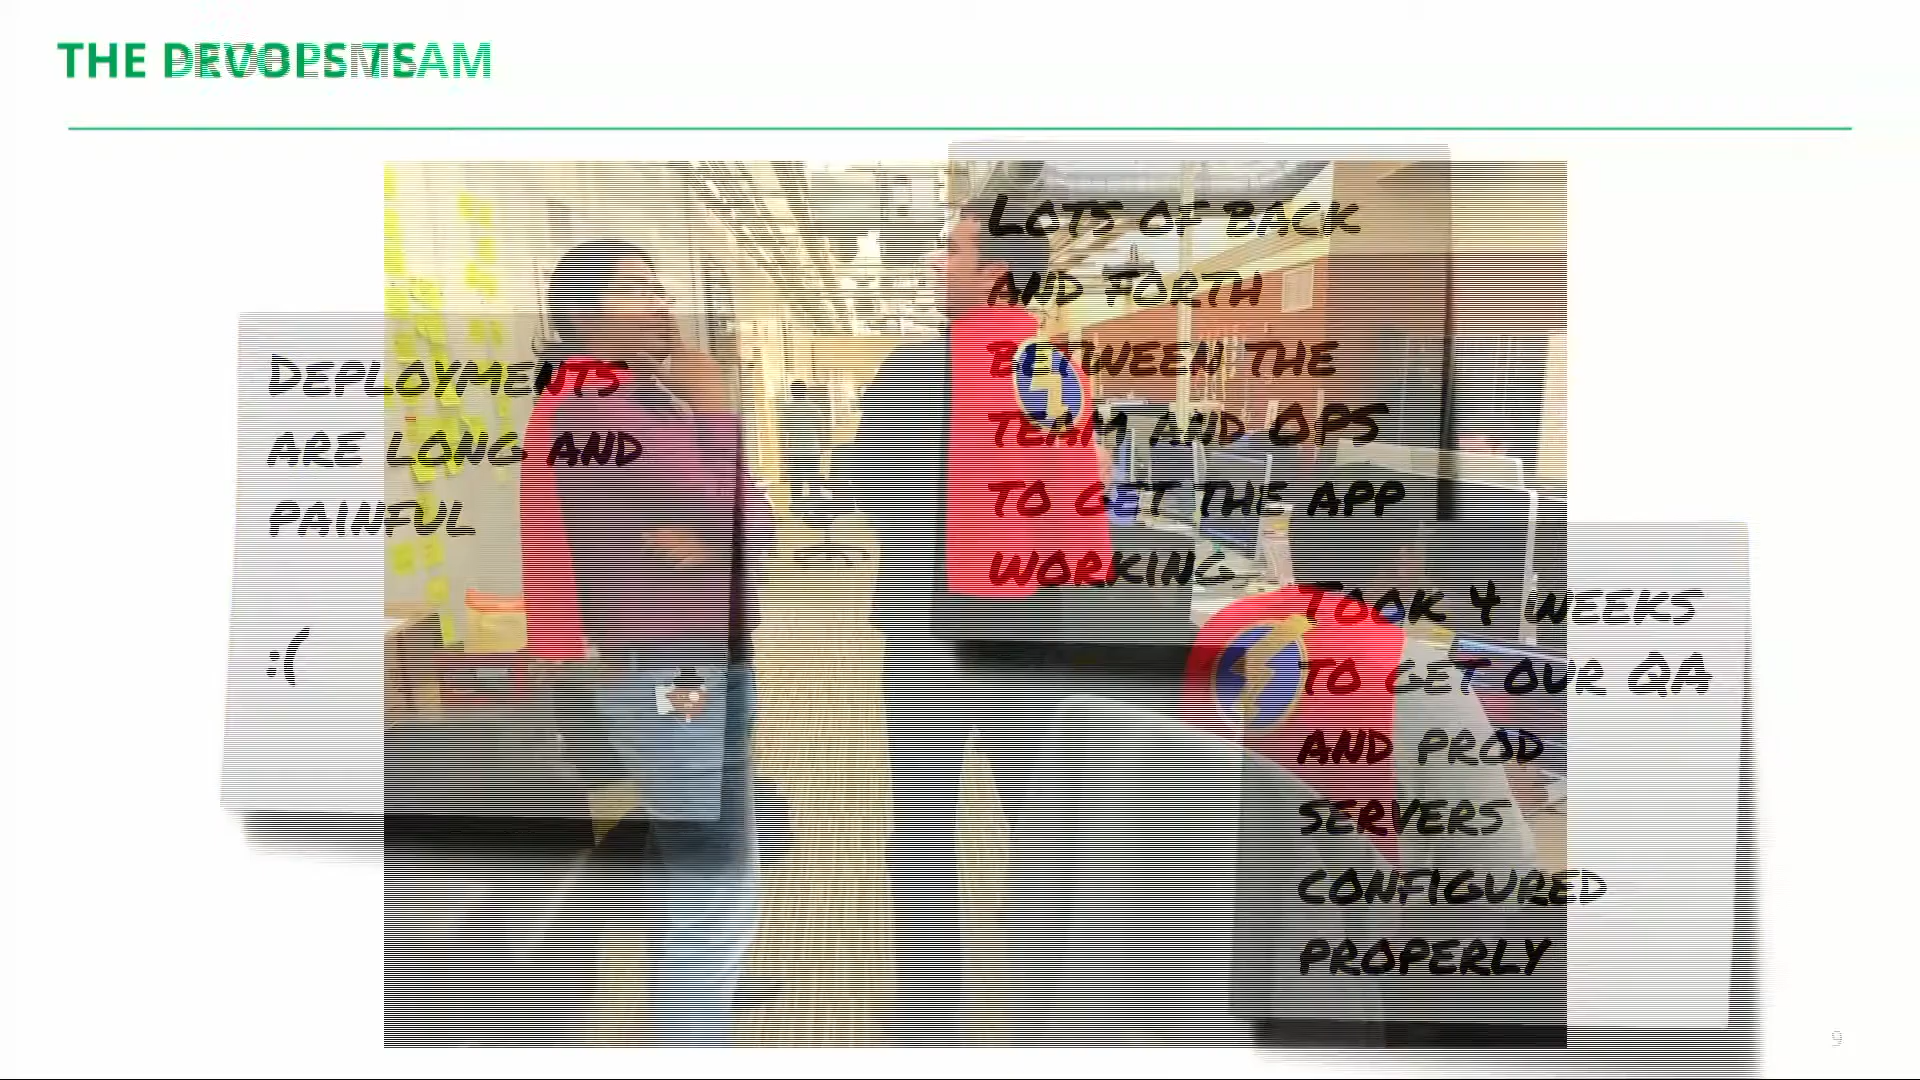 THE DEVOPS TEAM
DEPLOYMENTS
ARE LONG AND
PAINFUL
:(
LOTS OF BACK
AND FORTH
BETWEEN THE
TEAM AND OPS
TO GET THE APP
WORKING
TOOK 4 WEEKS
TO GET OUR QA
AND PROD
SERVERS
CONFIGURED
PROPERLY
9